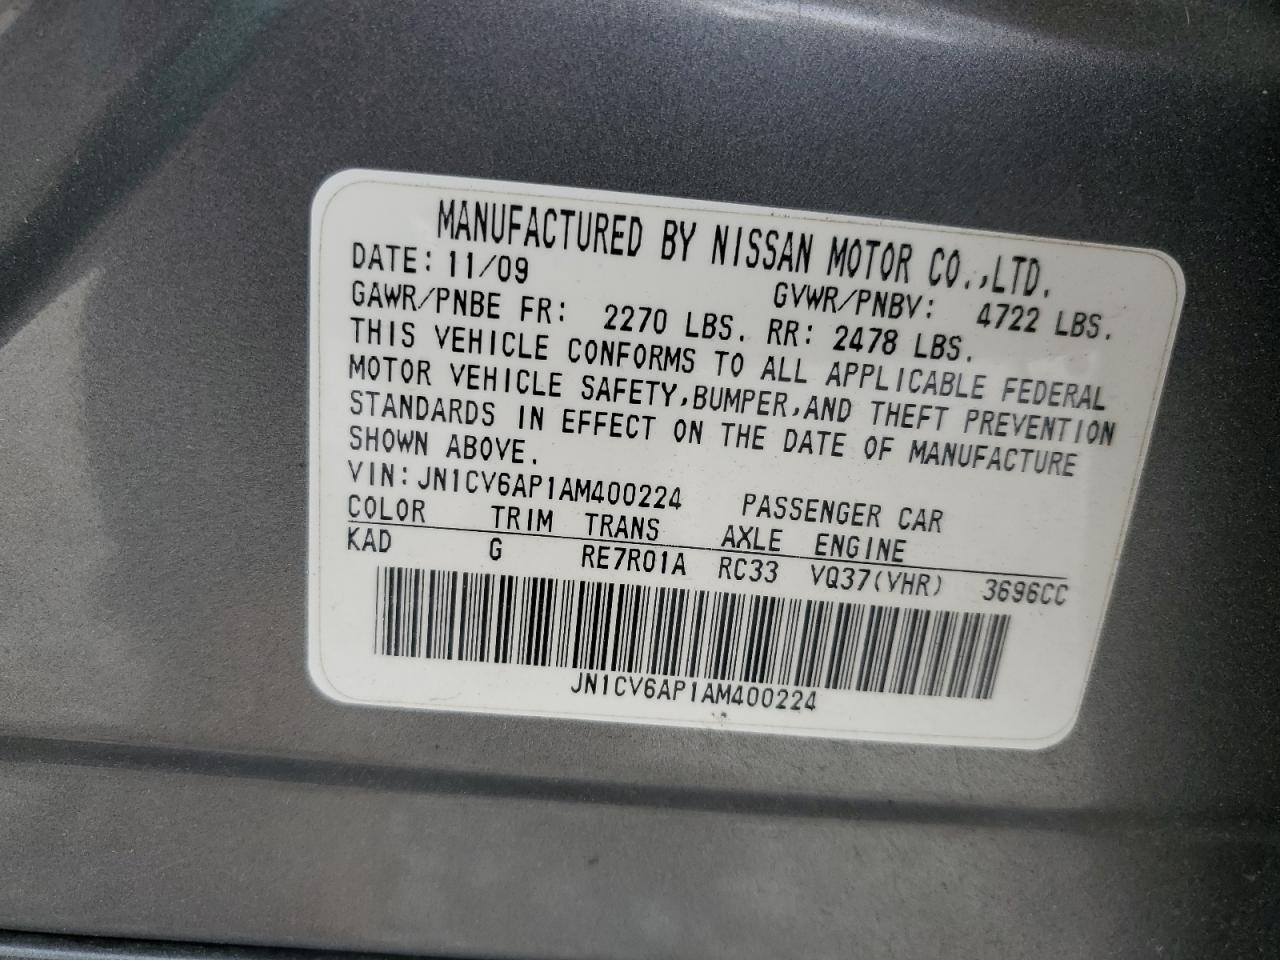 MANUFACTURED BY NISSAN MOTOR CO.,LTD.
DATE: 11/09 GVWR/PNBV: 4722 LBS.
GAWR/PNBE FR: 2270 LBS. RR: 2478 LBS.
THIS VEHICLE CONFORMS TO ALL APPLICABLE FEDERAL
MOTOR VEHICLE SAFETY,BUMPER,AND THEFT PREVENTION
STANDARDS IN EFFECT ON THE DATE OF MANUFACTURE
SHOWN ABOVE.
VIN: JN1CV6AP1AM400224 PASSENGER CAR
COLOR TRIM TRANS AXLE ENGINE
KAD G RE7R01A RC33 VQ37(VHR) 3696CC
JN1CV6AP1AM400224